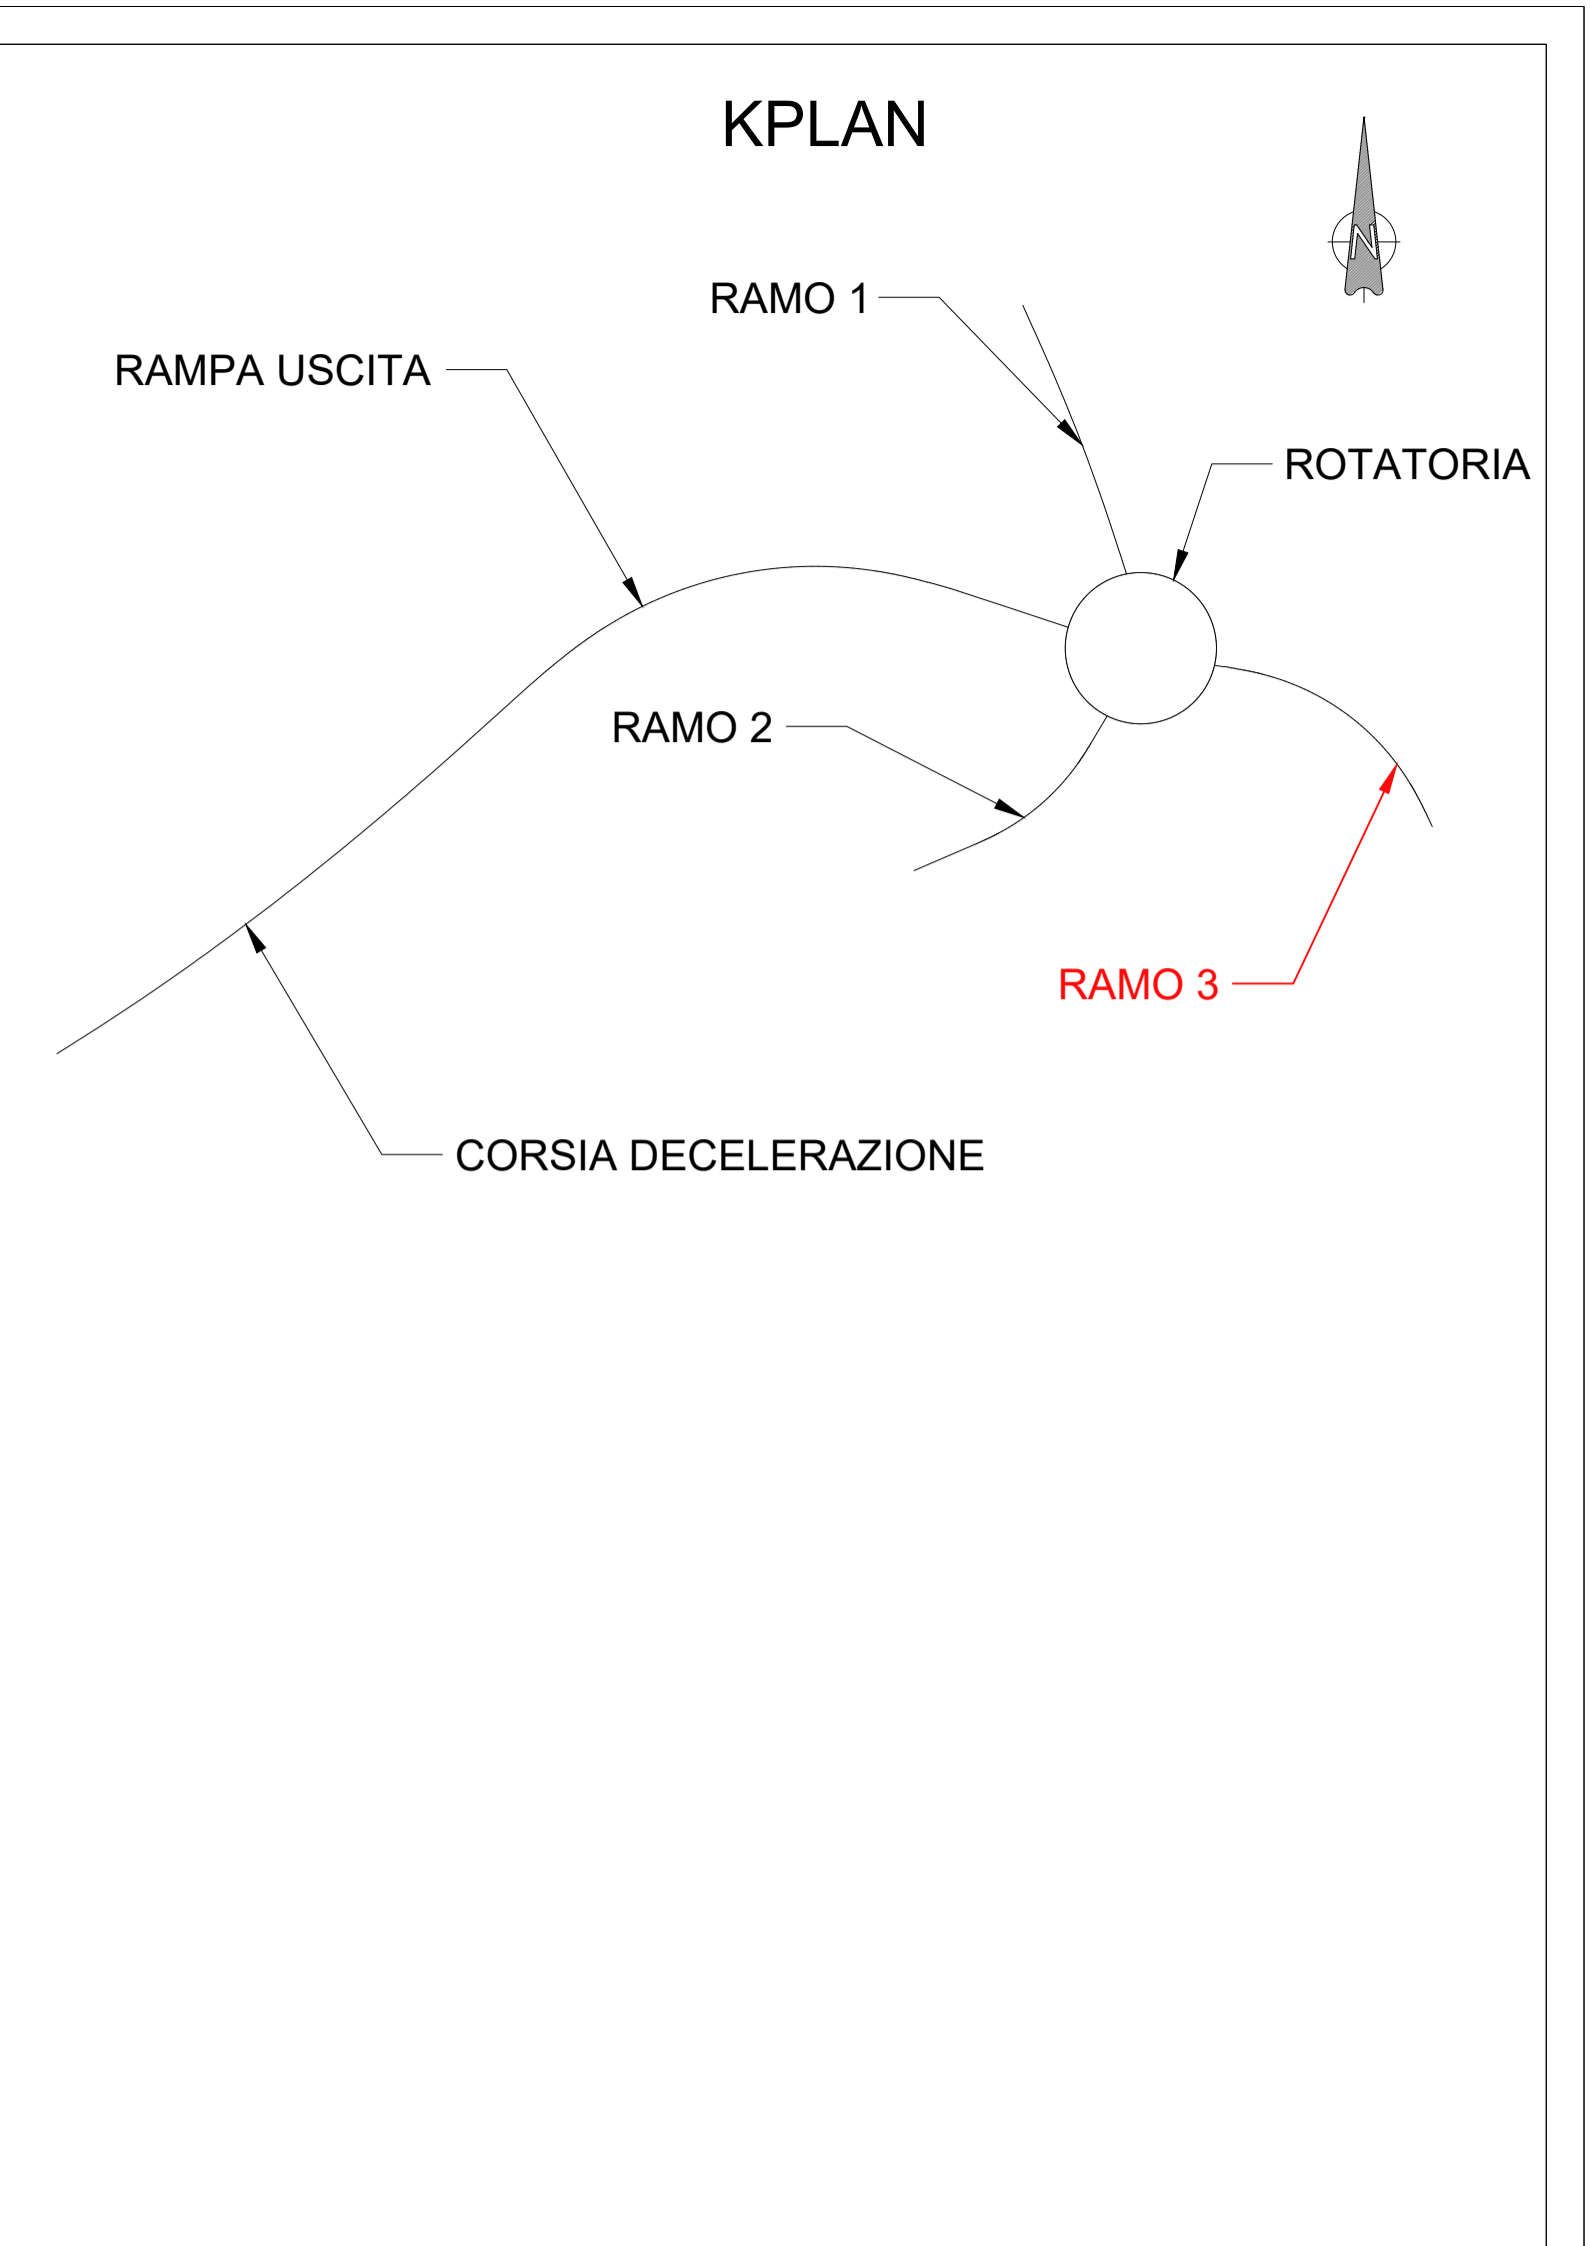 KPLAN
N
RAMO 1
RAMPA USCITA
ROTATORIA
RAMO 2
RAMO 3
CORSIA DECELERAZIONE